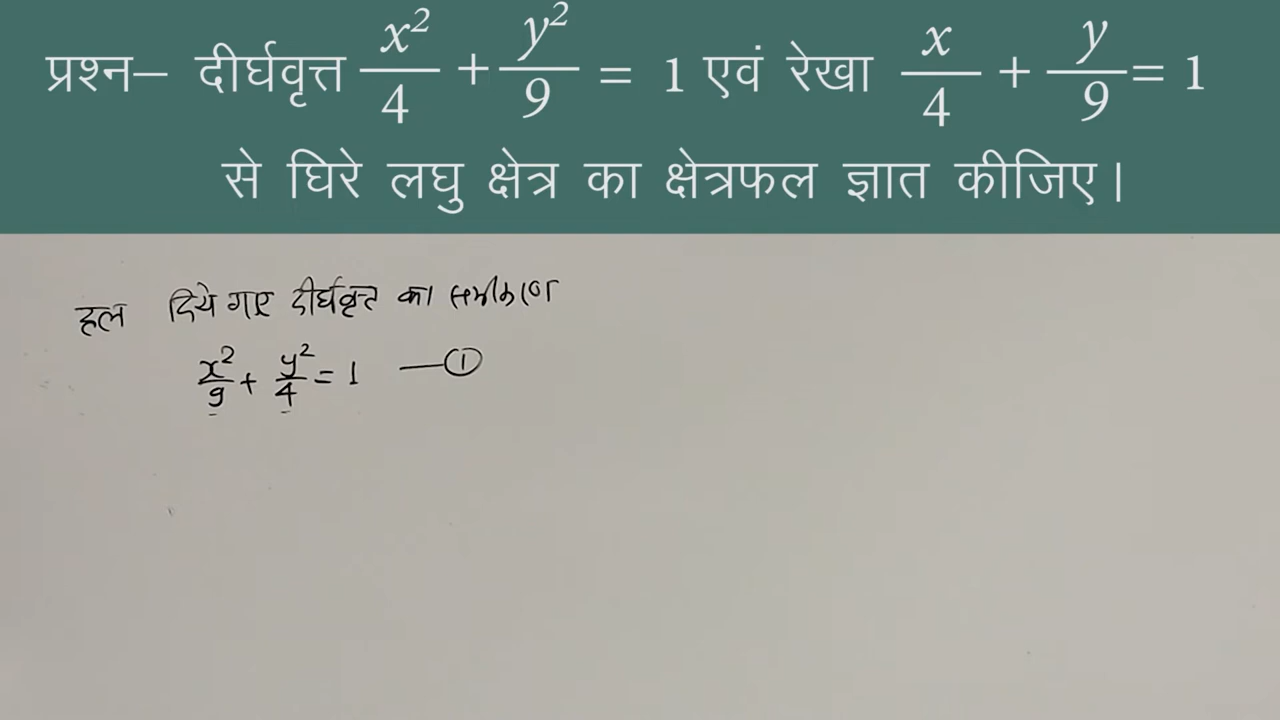 प्रश्न– दीर्घवृत्त x²/4 + y²/9 = 1 एवं रेखा x/4 + y/9 = 1
से घिरे लघु क्षेत्र का क्षेत्रफल ज्ञात कीजिए।
हल दिये गए दीर्घवृत्त का समीकरण
x²/9 + y²/4 = 1 —①